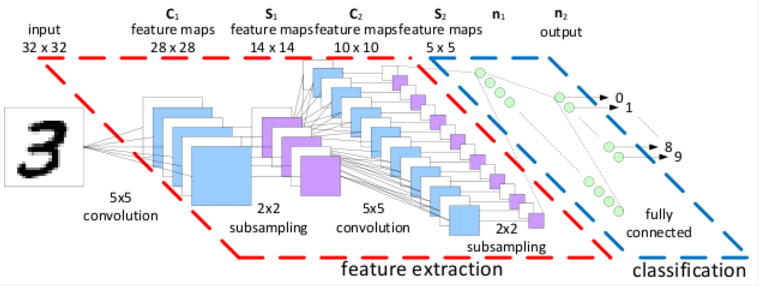 input
32 x 32
C1
feature maps
28 x 28
S1
feature maps
14 x 14
C2
feature maps
10 x 10
S2
feature maps
5 x 5
n1
n2
output
3
0
1
8
9
5x5
convolution
2x2
subsampling
5x5
convolution
2x2
subsampling
fully
connected
feature extraction
classification